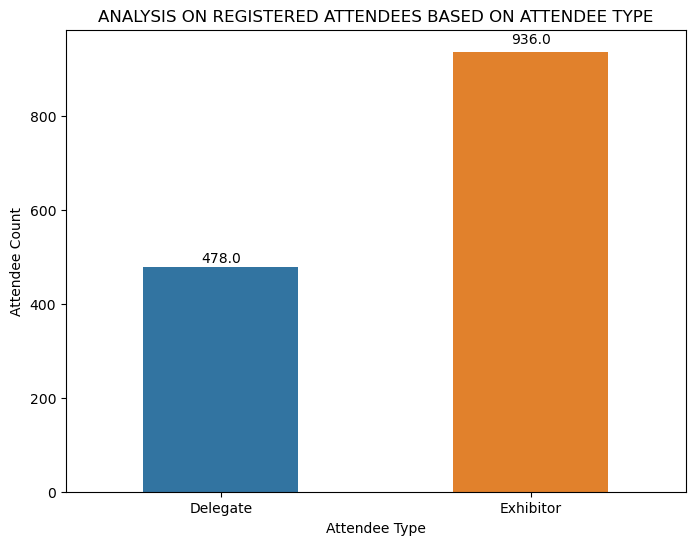 ANALYSIS ON REGISTERED ATTENDEES BASED ON ATTENDEE TYPE
936.0
800
600
Attendee Count
478.0
400
200
0
Delegate
Exhibitor
Attendee Type